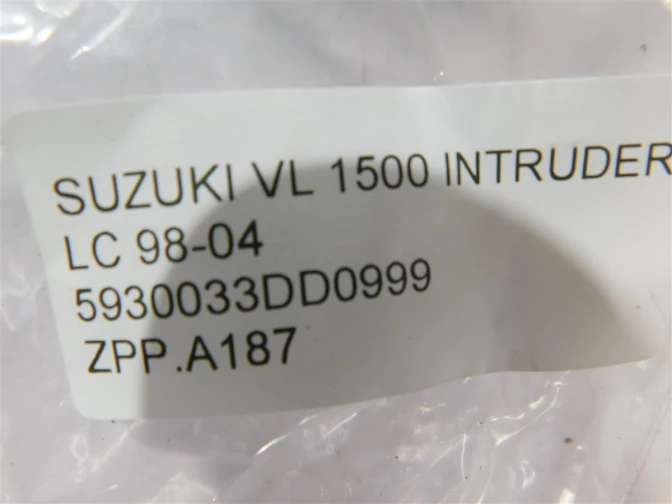 SUZUKI VL 1500 INTRUDER
LC 98-04
5930033DD0999
ZPP.A187